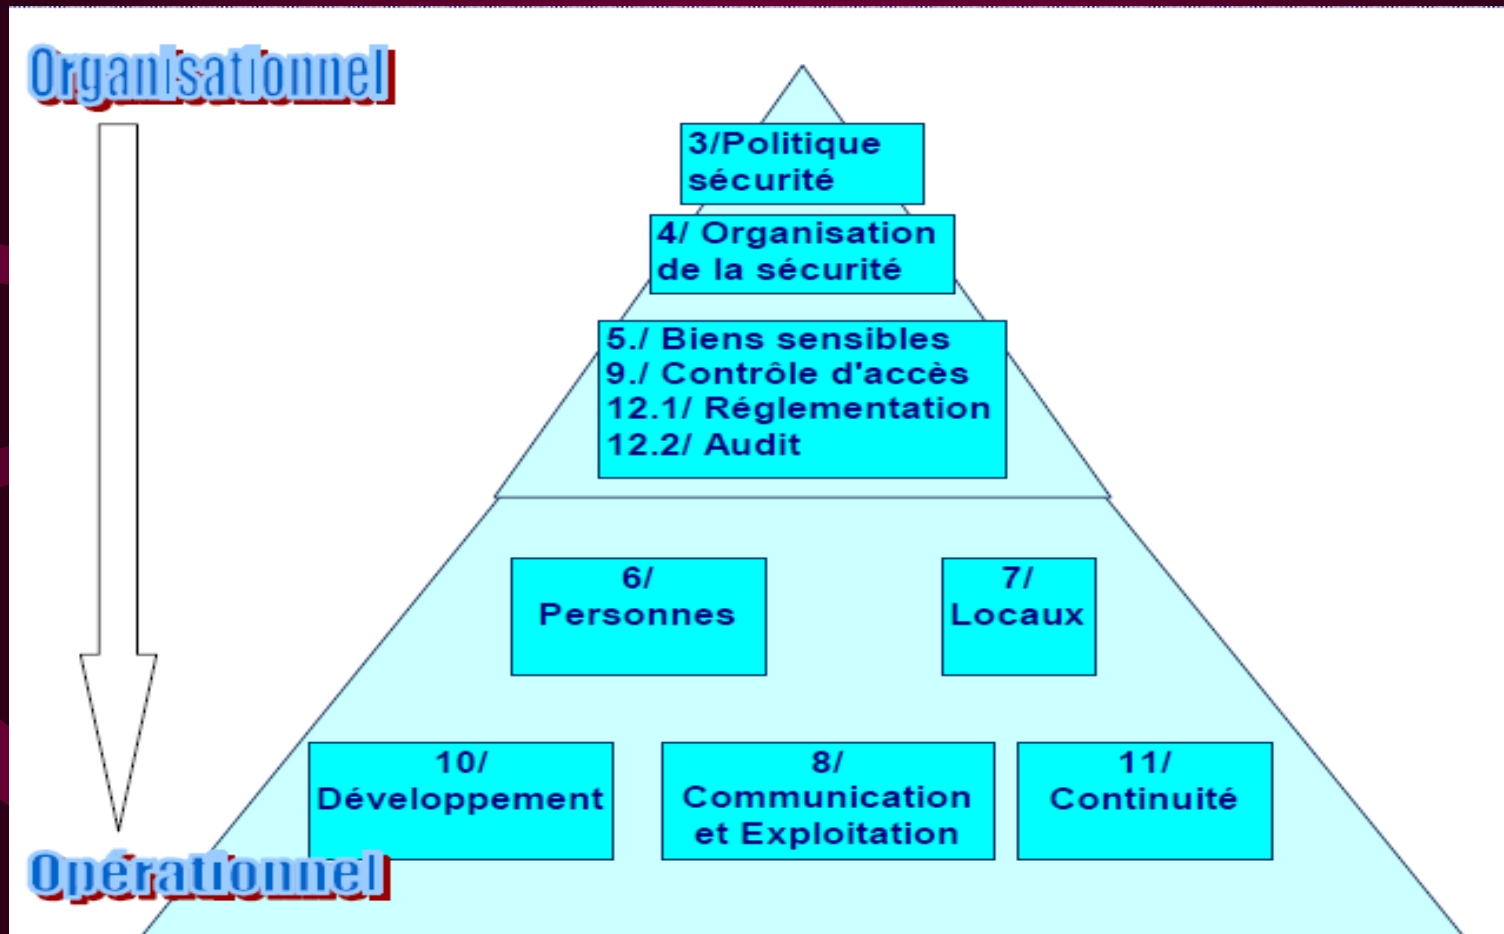 Organisationnel
3/Politique
sécurité
4/ Organisation
de la sécurité
5./ Biens sensibles
9./ Contrôle d'accès
12.1/ Réglementation
12.2/ Audit
6/
Personnes
7/
Locaux
10/
Développement
8/
Communication
et Exploitation
11/
Continuité
Opérationnel